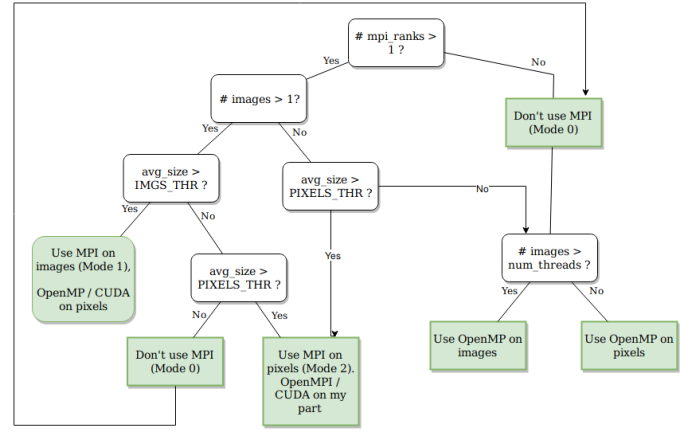 # mpi_ranks >
1 ?
Yes
No
# images > 1?
Don't use MPI
(Mode 0)
Yes
No
avg_size >
IMGS_THR ?
avg_size >
PIXELS_THR ?
No
Yes
No
Use MPI on
images (Mode 1),
OpenMP / CUDA
on pixels
avg_size >
PIXELS_THR ?
Yes
# images >
num_threads ?
No
Yes
Yes
No
Don't use MPI
(Mode 0)
Use MPI on
pixels (Mode 2).
OpenMPI /
CUDA on my
part
Use OpenMP on
images
Use OpenMP on
pixels